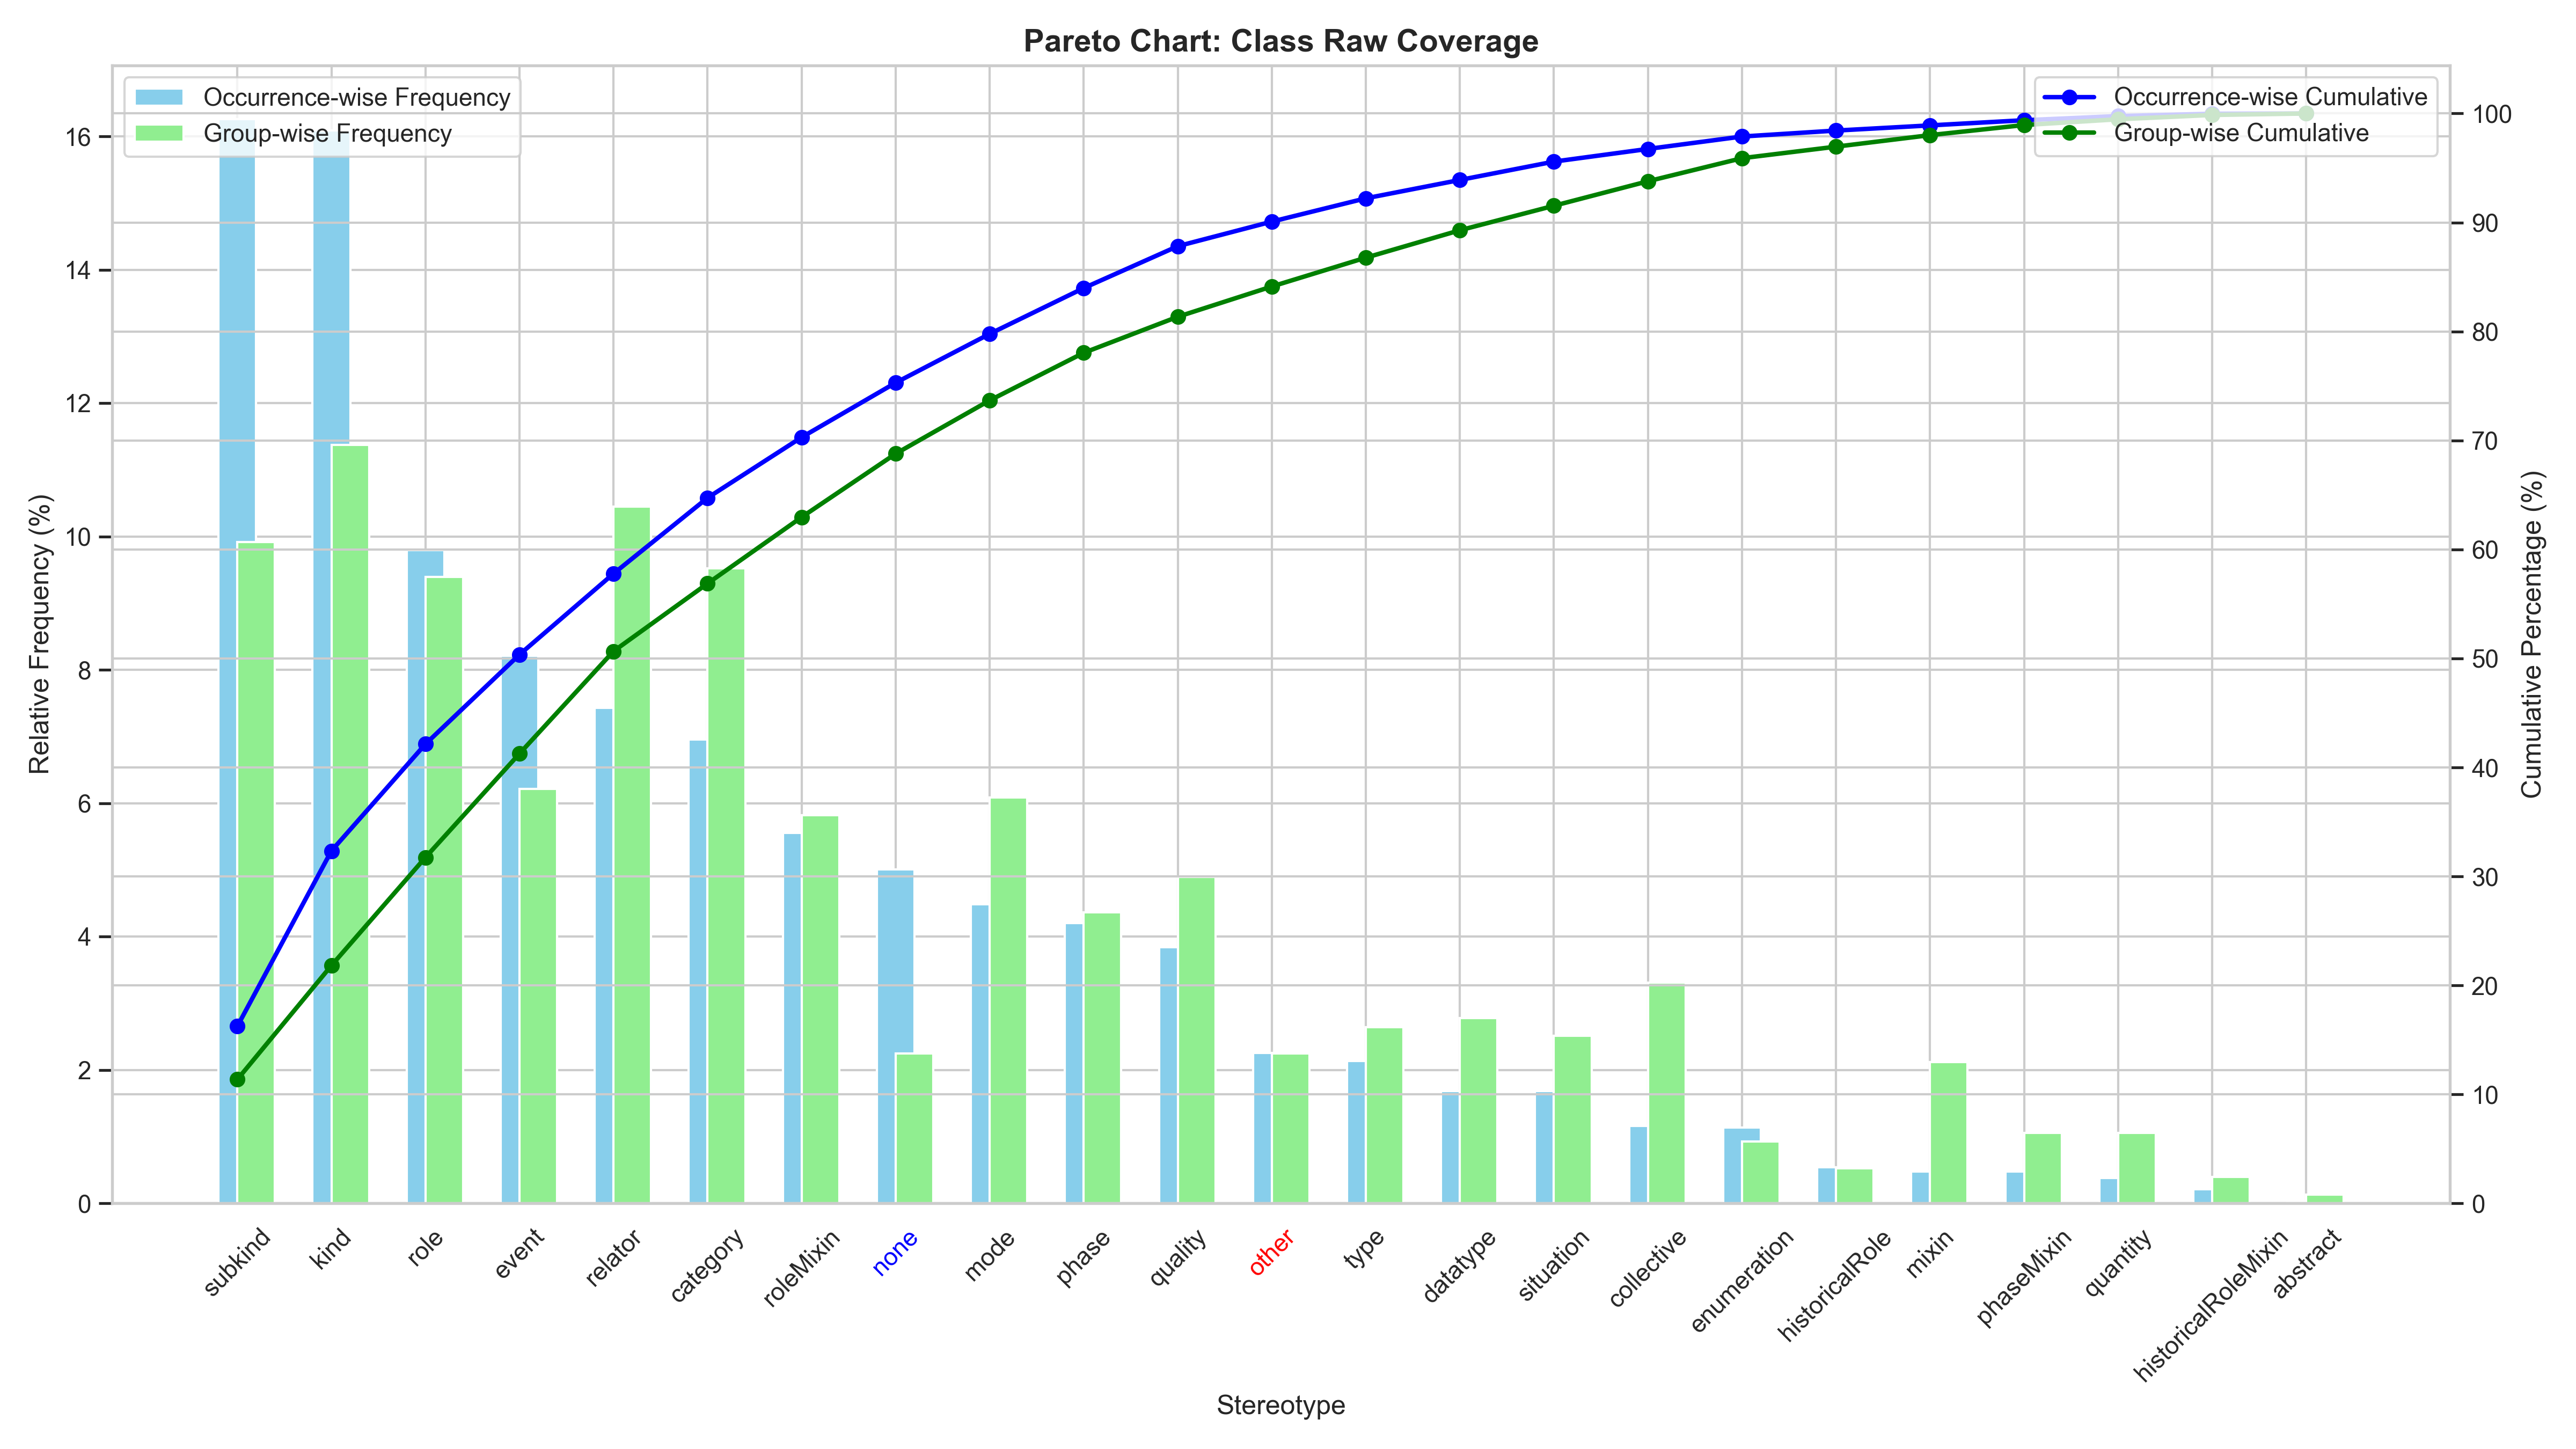 Pareto Chart: Class Raw Coverage
Occurrence-wise Frequency
Group-wise Frequency
Occurrence-wise Cumulative
Group-wise Cumulative
Relative Frequency (%)
16
14
12
10
8
6
4
2
0
Cumulative Percentage (%)
100
90
80
70
60
50
40
30
20
10
0
subkind
kind
role
event
relator
category
roleMixin
none
mode
phase
quality
other
type
datatype
situation
collective
enumeration
historicalRole
mixin
phaseMixin
quantity
historicalRoleMixin
abstract
Stereotype